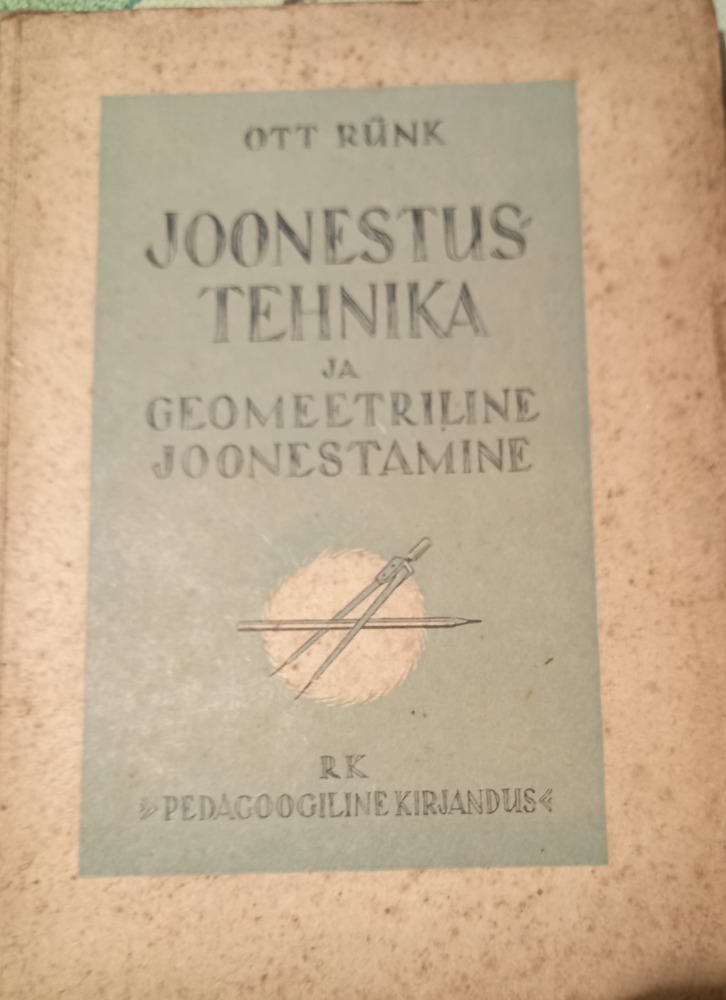 OTT RÜNK
JOONESTUS-
TEHNIKA
JA
GEOMEETRILINE
JOONESTAMINE
RK
»PEDAGOOGILINE KIRJANDUS«